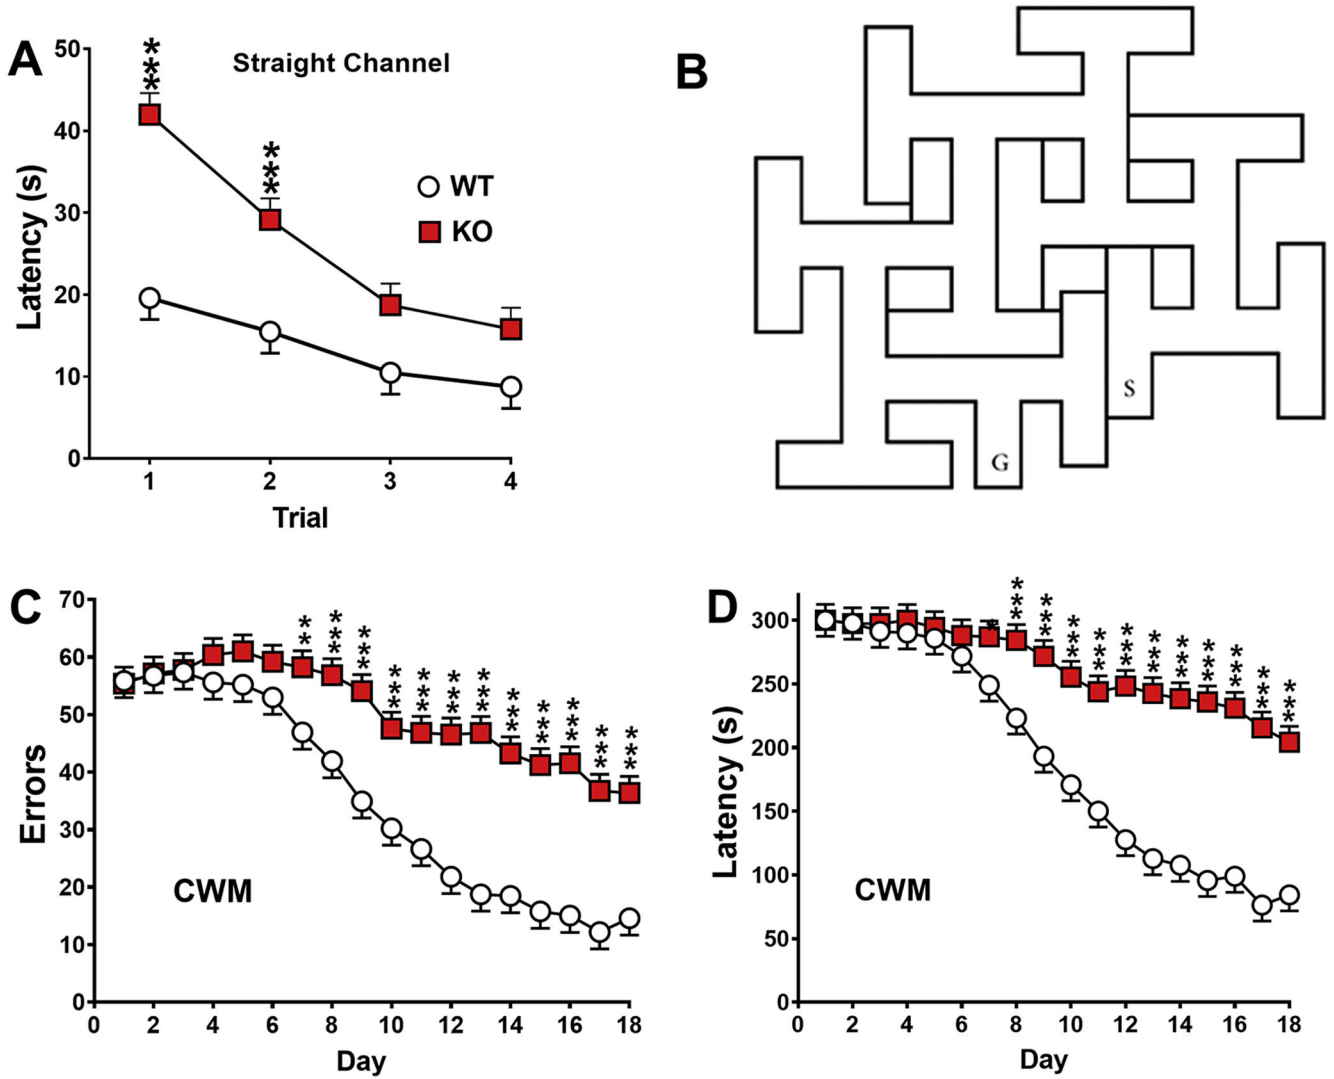 A
Straight Channel
***
***
WT
KO
Latency (s)
50
40
30
20
10
0
1 2 3 4
Trial
B
S
G
C
70
60
50
40
30
20
10
0
Errors
** *** *** *** *** *** *** *** *** *** *** ***
CWM
0 2 4 6 8 10 12 14 16 18
Day
D
300
250
200
150
100
50
0
Latency (s)
* *** *** *** *** *** *** *** *** *** *** ***
CWM
0 2 4 6 8 10 12 14 16 18
Day